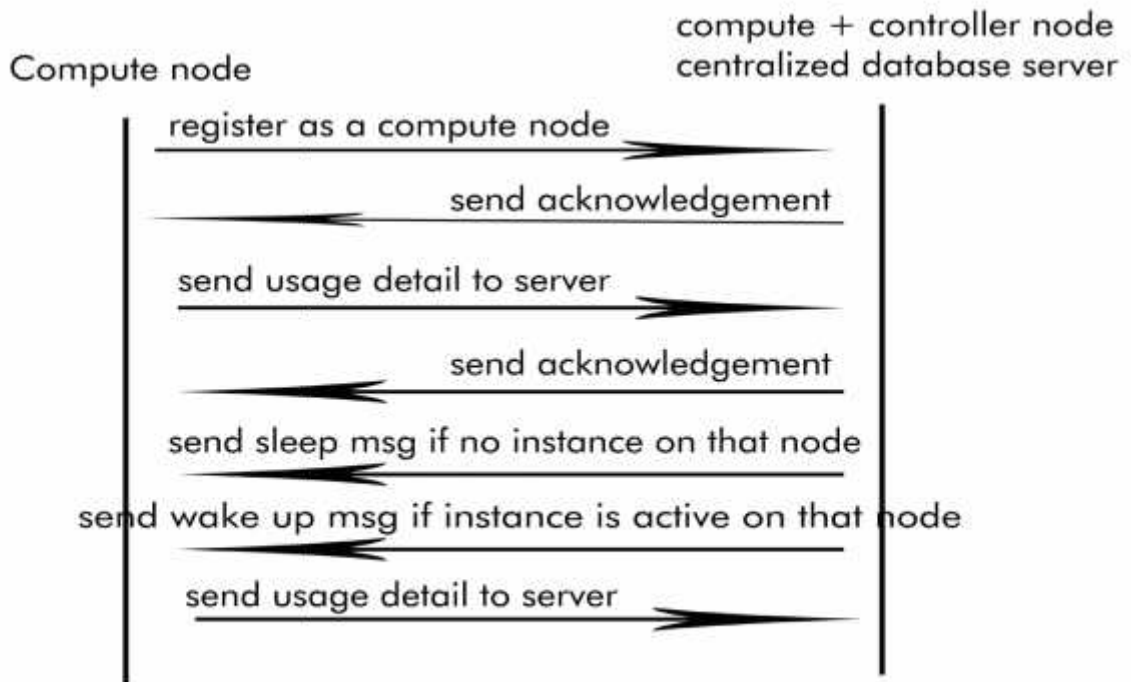 compute + controller node
Compute node
centralized database server
register as a compute node
send acknowledgement
send usage detail to server
send acknowledgement
send sleep msg if no instance on that node
send wake up msg if instance is active on that node
send usage detail to server